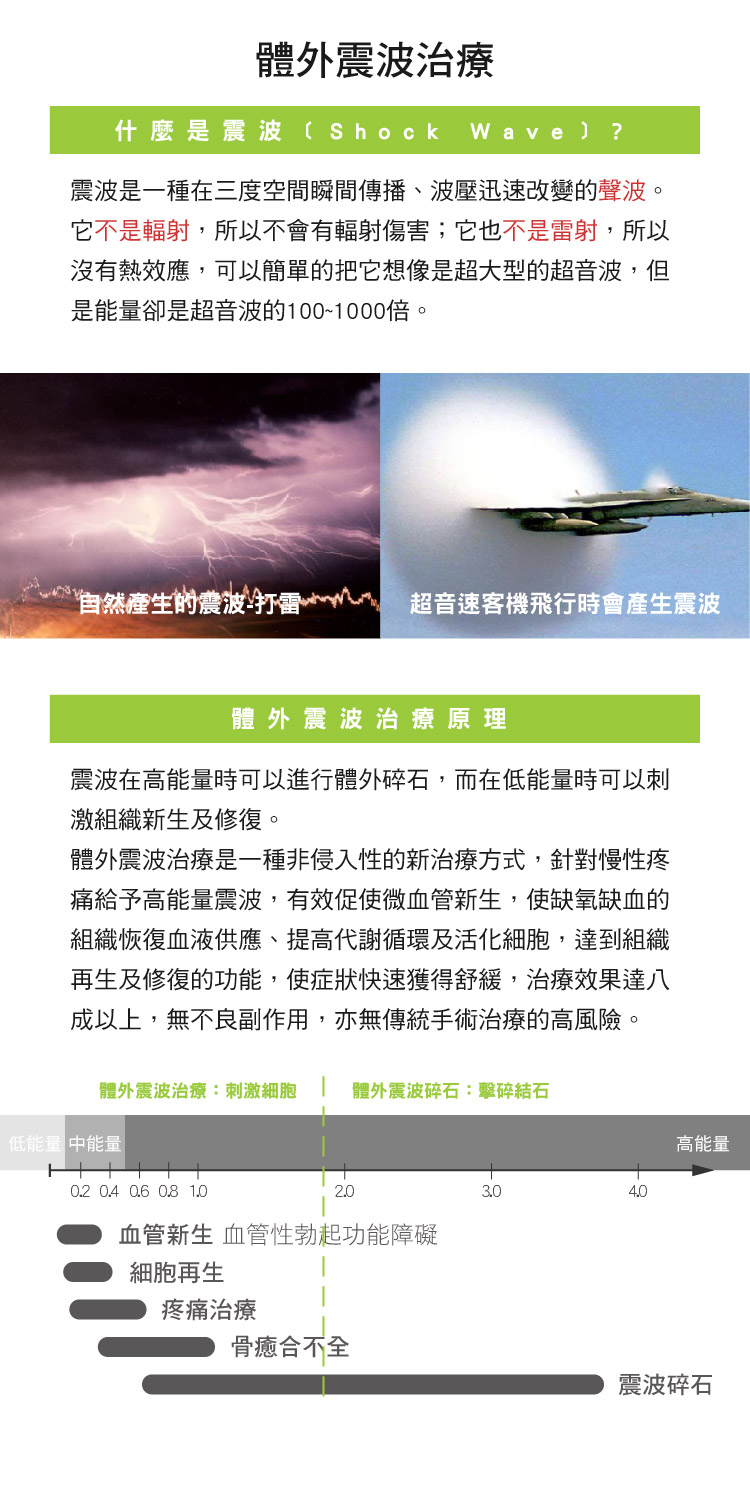 體外震波治療
什麼是震波（Shock Wave）？
震波是一種在三度空間瞬間傳播、波壓迅速改變的聲波。
它不是輻射，所以不會有輻射傷害；它也不是雷射，所以
沒有熱效應，可以簡單的把它想像是超大型的超音波，但
是能量卻是超音波的100~1000倍。
自然產生的震波-打雷
超音速客機飛行時會產生震波
體外震波治療原理
震波在高能量時可以進行體外碎石，而在低能量時可以刺
激組織新生及修復。
體外震波治療是一種非侵入性的新治療方式，針對慢性疼
痛給予高能量震波，有效促使微血管新生，使缺氧缺血的
組織恢復血液供應、提高代謝循環及活化細胞，達到組織
再生及修復的功能，使症狀快速獲得舒緩，治療效果達八
成以上，無不良副作用，亦無傳統手術治療的高風險。
體外震波治療：刺激細胞
體外震波碎石：擊碎結石
低能量 中能量 高能量
0.2 0.4 0.6 0.8 1.0 2.0 3.0 4.0
血管新生 血管性勃起功能障礙
細胞再生
疼痛治療
骨癒合不全
震波碎石